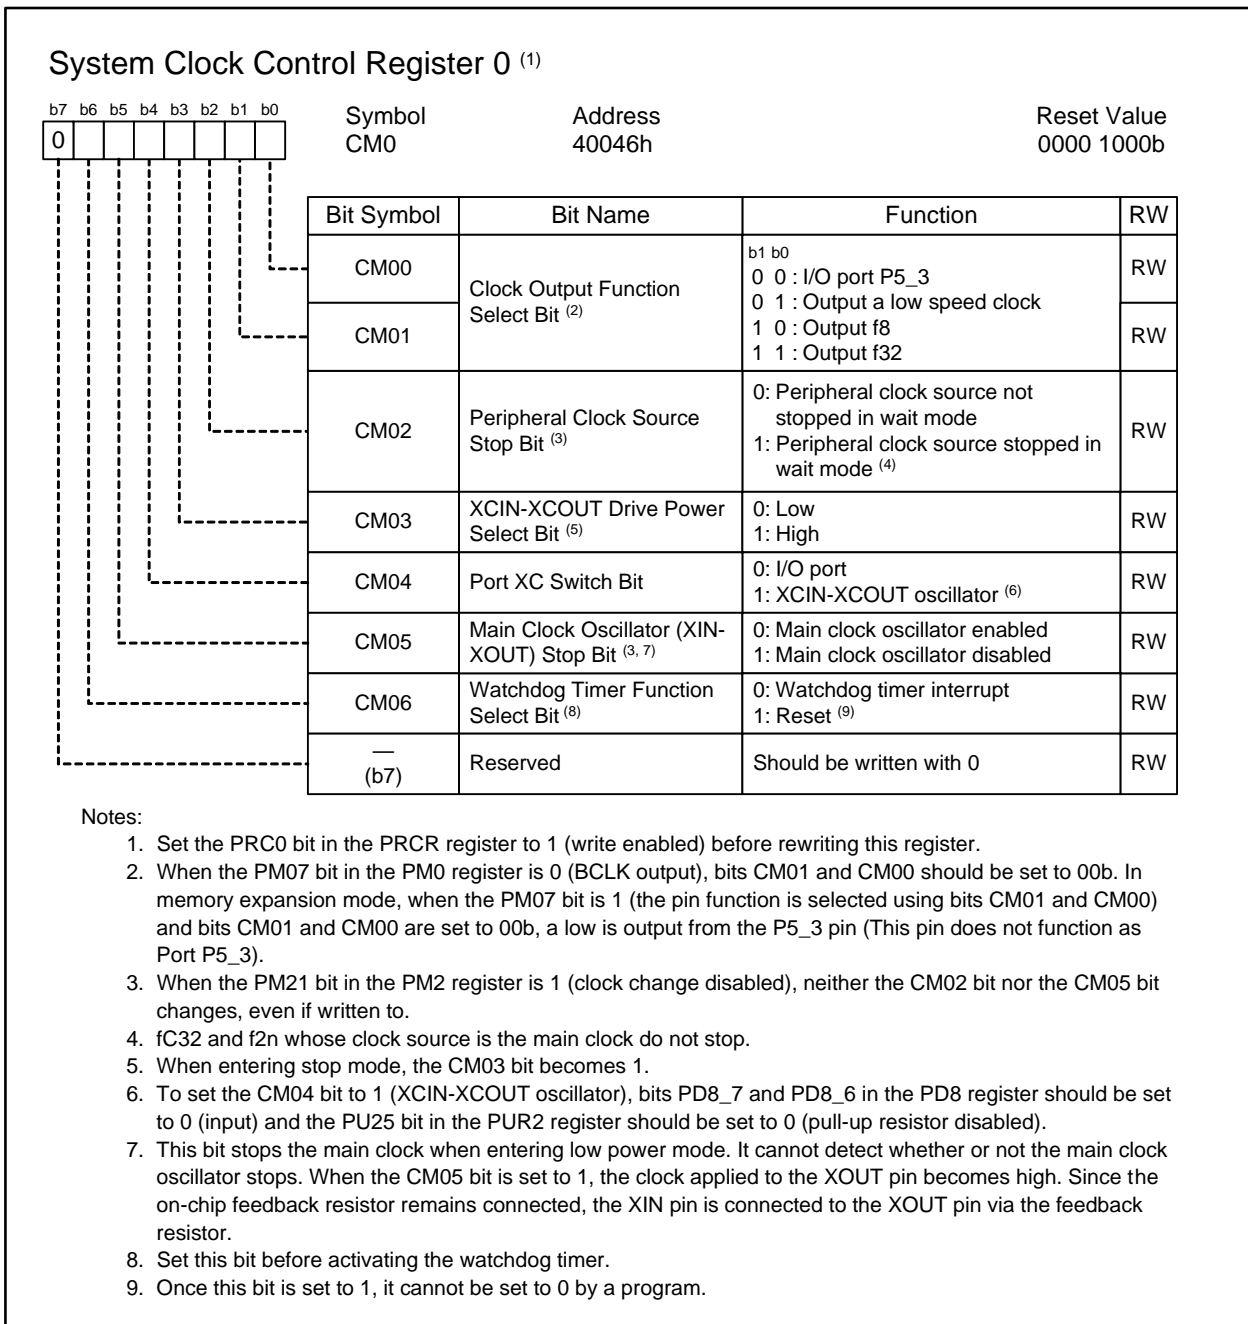 System Clock Control Register 0 (1)
b7 b6 b5 b4 b3 b2 b1 b0
0
Symbol Address Reset Value
CM0 40046h 0000 1000b
Bit Symbol Bit Name Function RW
CM00
CM01
Clock Output Function
Select Bit (2)
b1 b0
0 0 : I/O port P5_3
0 1 : Output a low speed clock
1 0 : Output f8
1 1 : Output f32
RW
RW
CM02
Peripheral Clock Source
Stop Bit (3)
0: Peripheral clock source not
stopped in wait mode
1: Peripheral clock source stopped in
wait mode (4)
RW
CM03
XCIN-XCOUT Drive Power
Select Bit (5)
0: Low
1: High
RW
CM04
Port XC Switch Bit
0: I/O port
1: XCIN-XCOUT oscillator (6)
RW
CM05
Main Clock Oscillator (XIN-
XOUT) Stop Bit (3, 7)
0: Main clock oscillator enabled
1: Main clock oscillator disabled
RW
CM06
Watchdog Timer Function
Select Bit (8)
0: Watchdog timer interrupt
1: Reset (9)
RW
—
(b7)
Reserved
Should be written with 0
RW
Notes:
1. Set the PRC0 bit in the PRCR register to 1 (write enabled) before rewriting this register.
2. When the PM07 bit in the PM0 register is 0 (BCLK output), bits CM01 and CM00 should be set to 00b. In
memory expansion mode, when the PM07 bit is 1 (the pin function is selected using bits CM01 and CM00)
and bits CM01 and CM00 are set to 00b, a low is output from the P5_3 pin (This pin does not function as
Port P5_3).
3. When the PM21 bit in the PM2 register is 1 (clock change disabled), neither the CM02 bit nor the CM05 bit
changes, even if written to.
4. fC32 and f2n whose clock source is the main clock do not stop.
5. When entering stop mode, the CM03 bit becomes 1.
6. To set the CM04 bit to 1 (XCIN-XCOUT oscillator), bits PD8_7 and PD8_6 in the PD8 register should be set
to 0 (input) and the PU25 bit in the PUR2 register should be set to 0 (pull-up resistor disabled).
7. This bit stops the main clock when entering low power mode. It cannot detect whether or not the main clock
oscillator stops. When the CM05 bit is set to 1, the clock applied to the XOUT pin becomes high. Since the
on-chip feedback resistor remains connected, the XIN pin is connected to the XOUT pin via the feedback
resistor.
8. Set this bit before activating the watchdog timer.
9. Once this bit is set to 1, it cannot be set to 0 by a program.